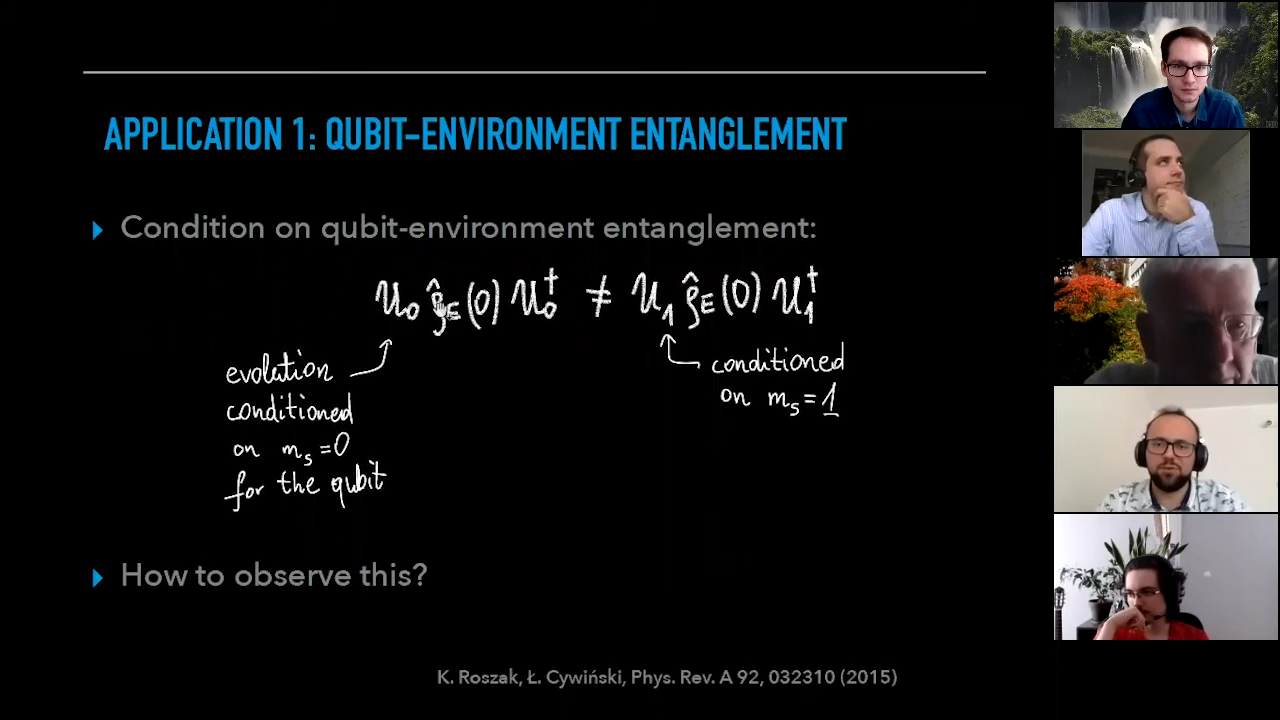 APPLICATION 1: QUBIT-ENVIRONMENT ENTANGLEMENT
Condition on qubit-environment entanglement:
𝒰₀ ρ̂_E(0) 𝒰₀† ≠ 𝒰₁ ρ̂_E(0) 𝒰₁†
evolution
conditioned
on mₛ=0
for the qubit
conditioned
on mₛ=1
How to observe this?
K. Roszak, Ł. Cywiński, Phys. Rev. A 92, 032310 (2015)